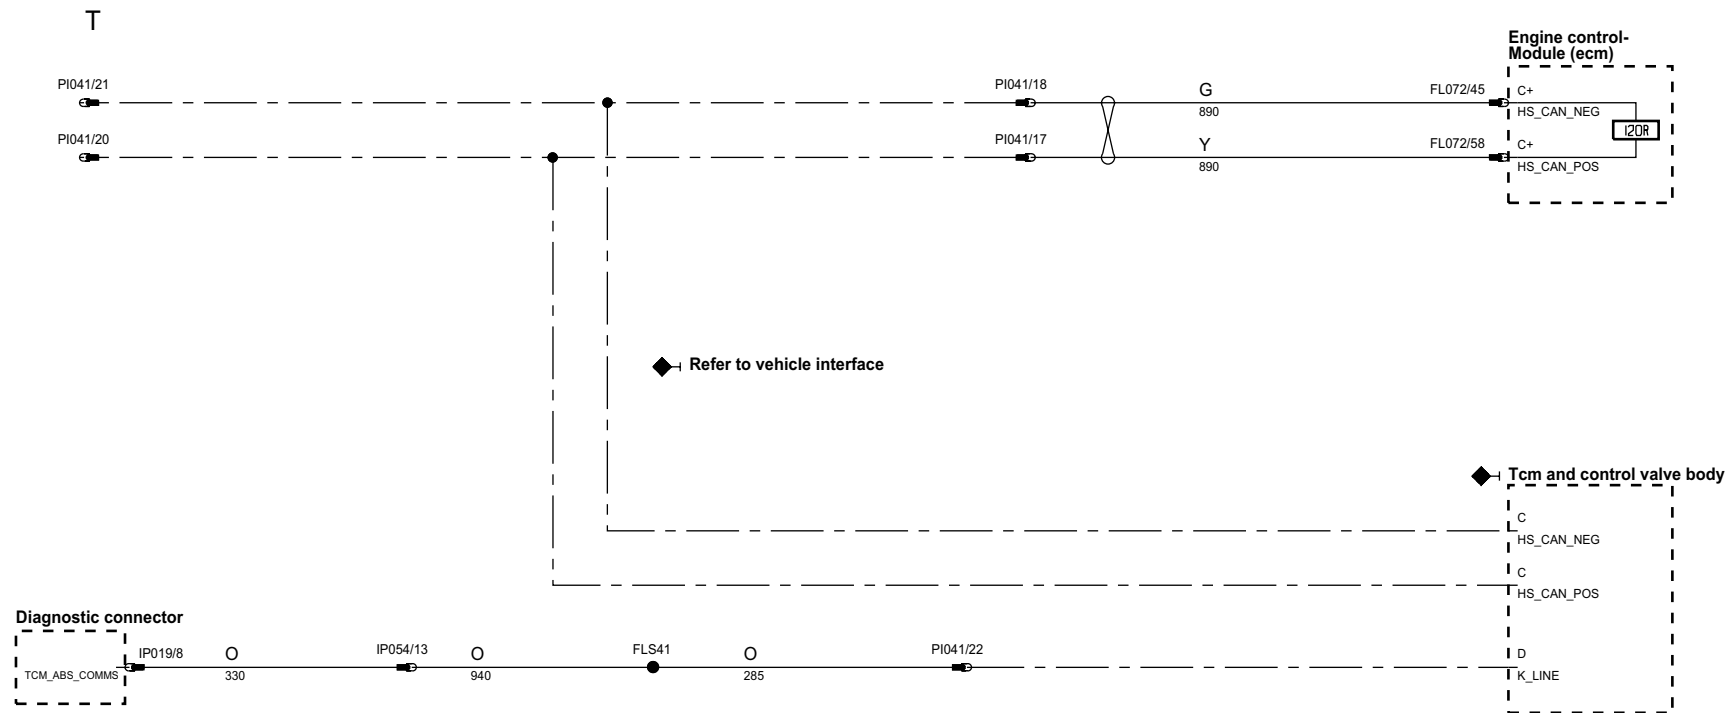 T
Engine control-
Module (ecm)
PI041/21
PI041/18
G
890
FL072/45
C+
HS_CAN_NEG
120R
PI041/20
PI041/17
Y
890
FL072/58
C+
HS_CAN_POS
Refer to vehicle interface
Tcm and control valve body
C
HS_CAN_NEG
C
HS_CAN_POS
Diagnostic connector
TCM_ABS_COMMS
IP019/8
O
330
IP054/13
O
940
FLS41
O
285
PI041/22
D
K_LINE